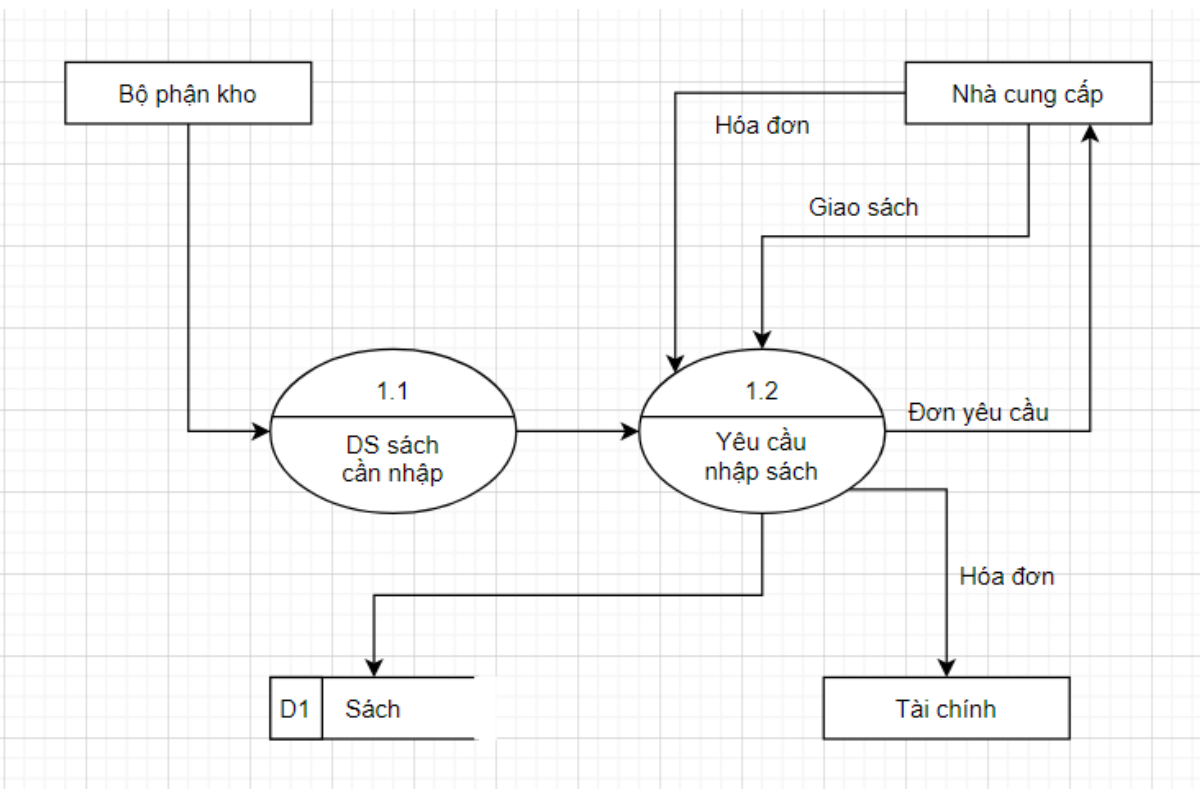 Bộ phận kho
Nhà cung cấp
Hóa đơn
Giao sách
1.1
DS sách
cần nhập
1.2
Yêu cầu
nhập sách
Đơn yêu cầu
Hóa đơn
D1
Sách
Tài chính